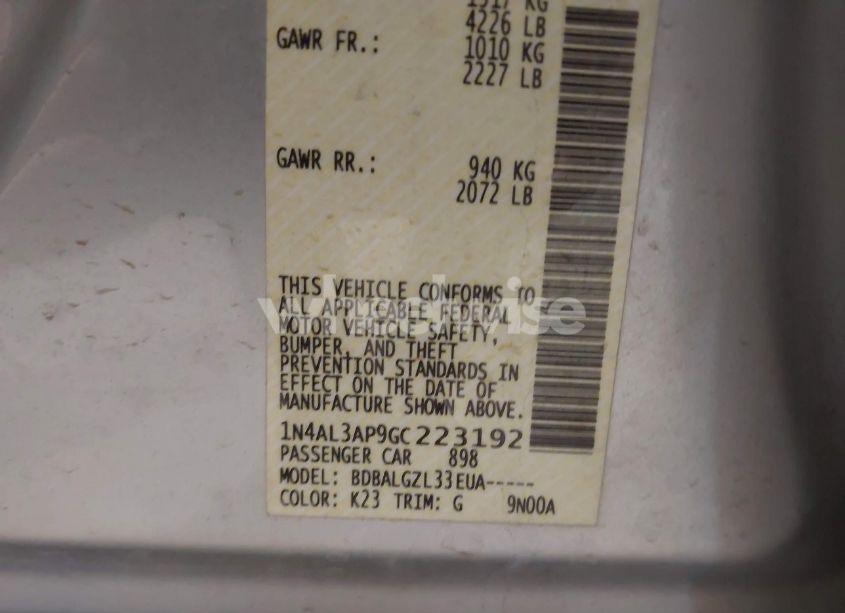 4226 LB
GAWR FR.: 1010 KG
2227 LB
GAWR RR.: 940 KG
2072 LB
THIS VEHICLE CONFORMS TO
ALL APPLICABLE FEDERAL
MOTOR VEHICLE SAFETY,
BUMPER, AND THEFT
PREVENTION STANDARDS IN
EFFECT ON THE DATE OF
MANUFACTURE SHOWN ABOVE.
1N4AL3AP9GC223192
PASSENGER CAR 898
MODEL: BDBALGZL33EUA-----
COLOR: K23 TRIM: G 9N00A